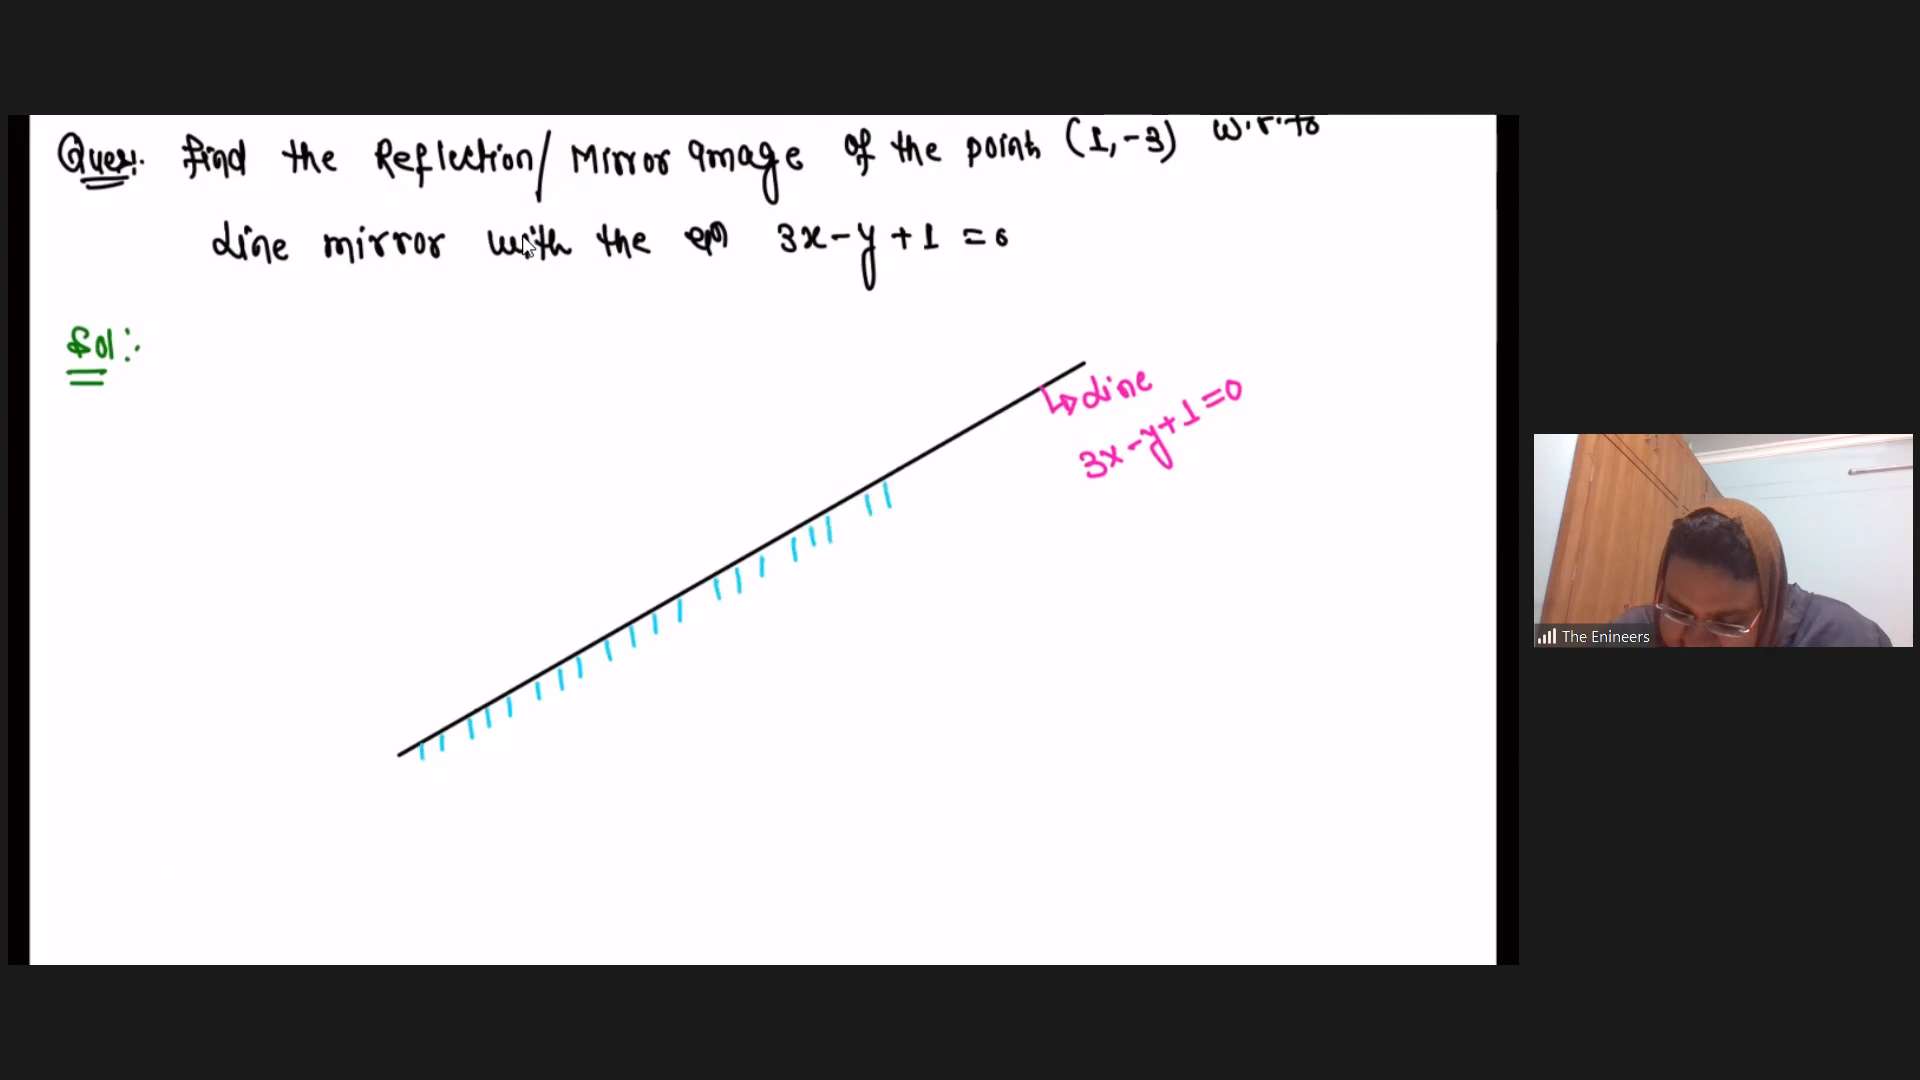 Ques: find the Reflection/Mirror Image of the point (1,-3) w.r.to
Line mirror with the eqn 3x-y+1=0
Sol:
Line
3x-y+1=0
The Enineers